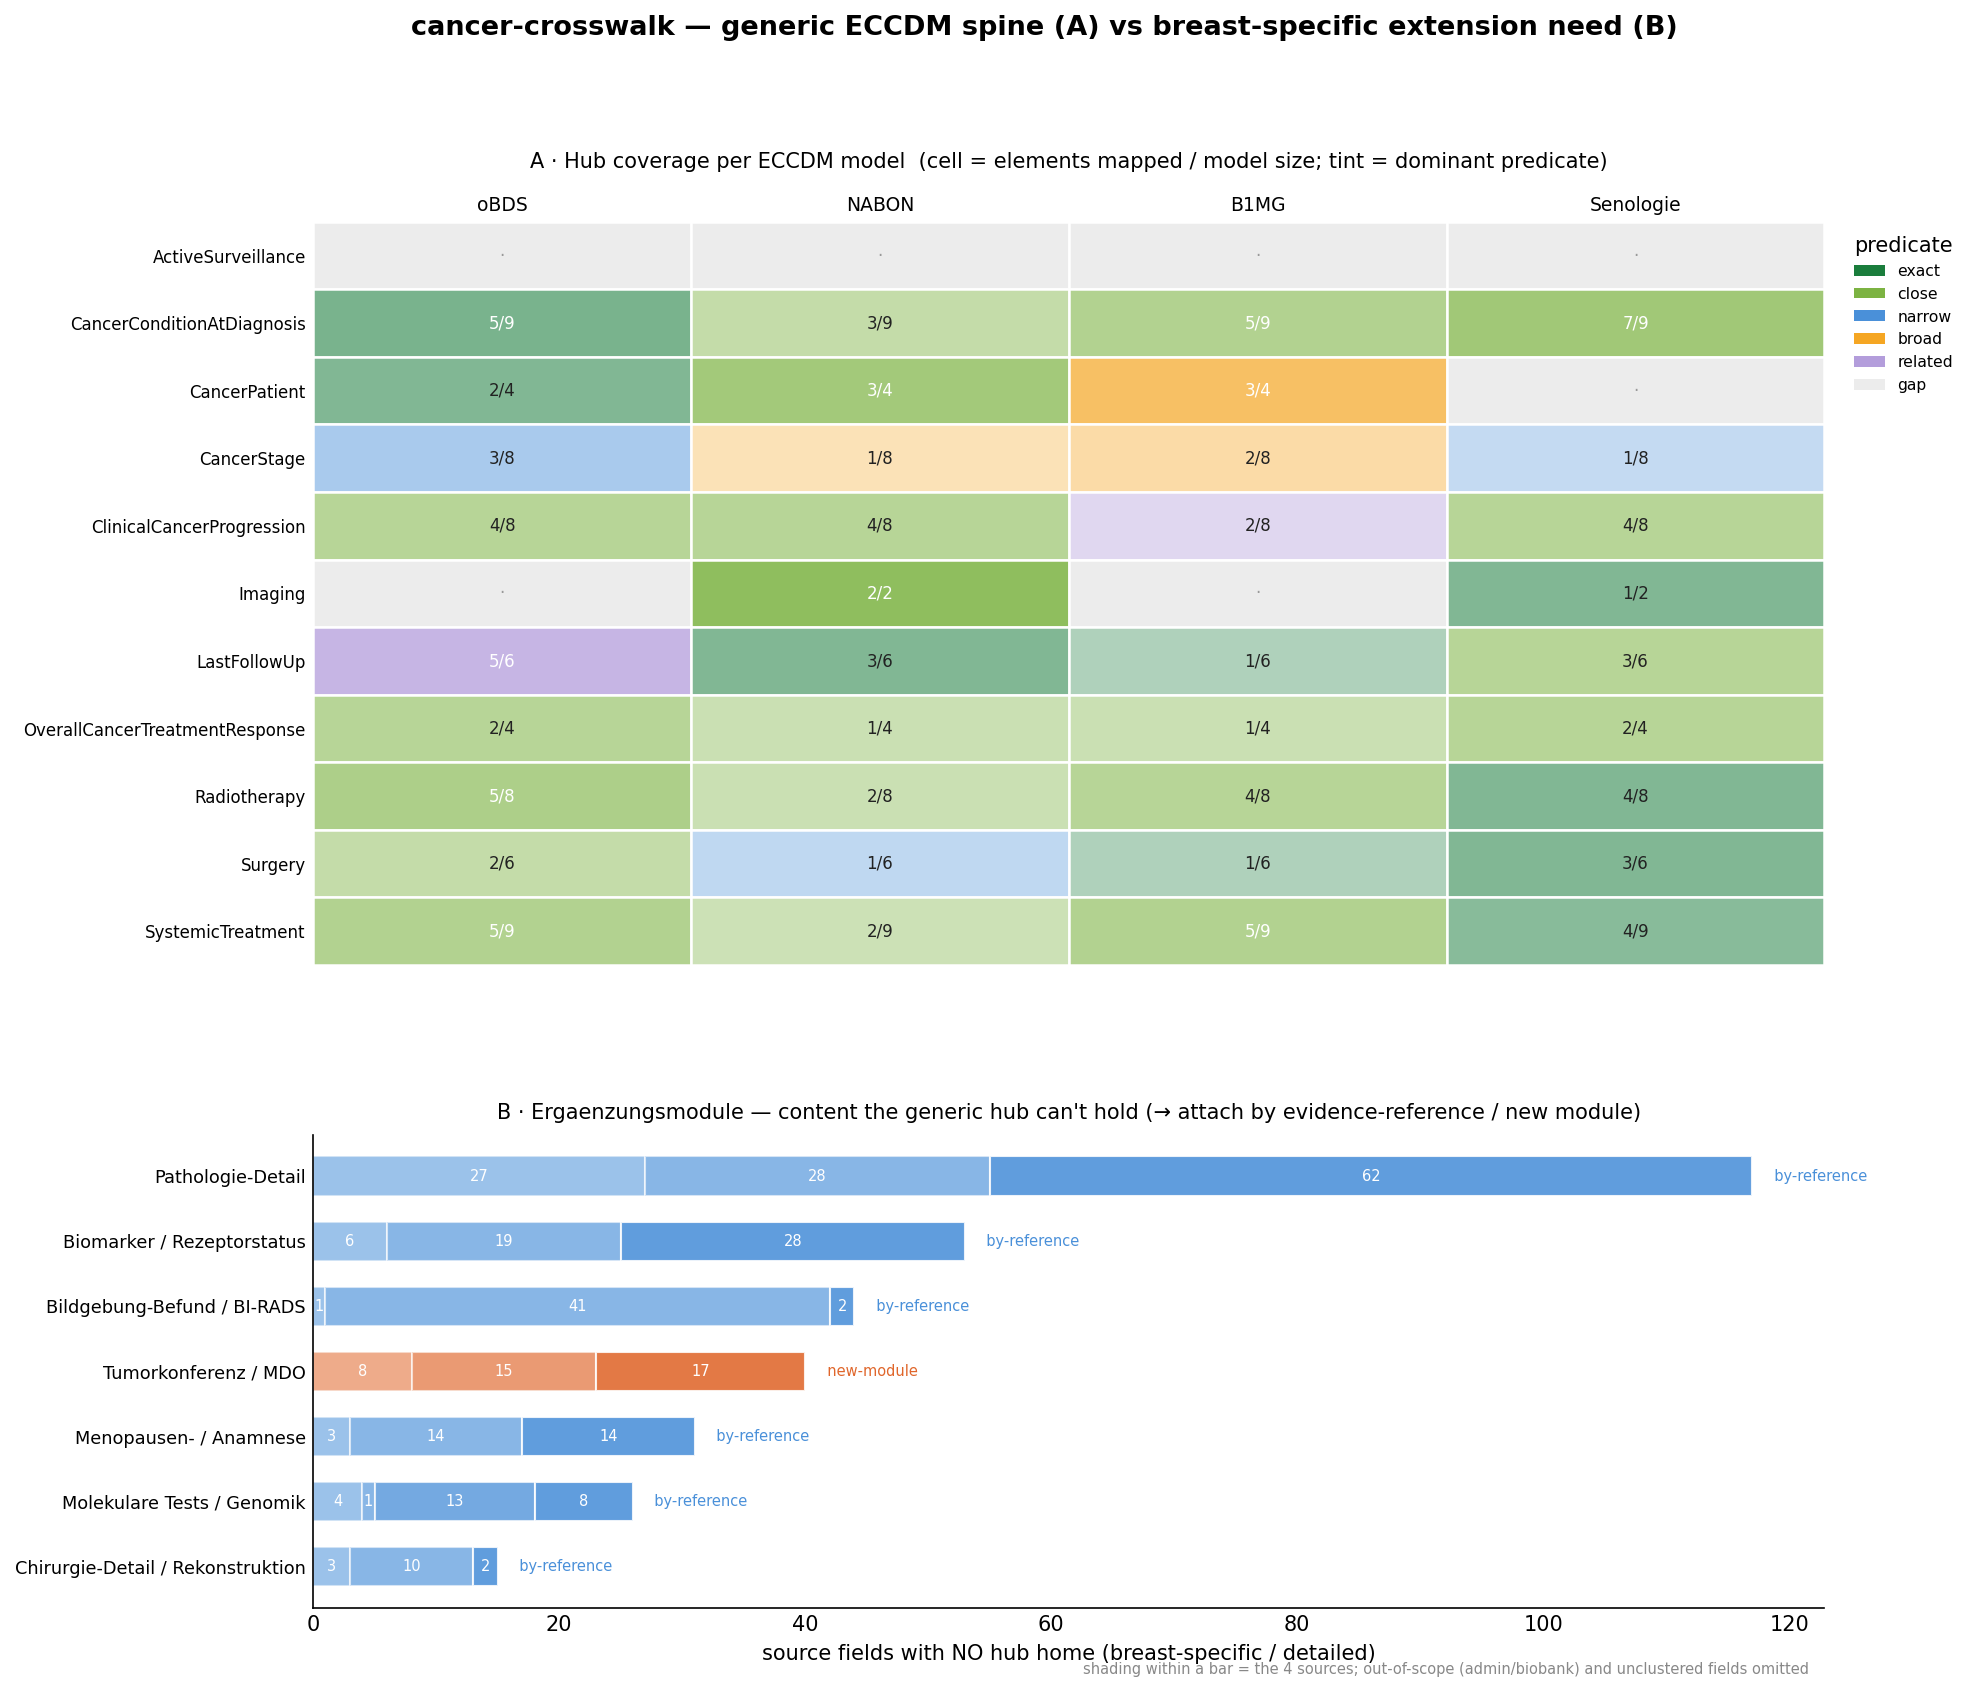 cancer-crosswalk — generic ECCDM spine (A) vs breast-specific extension need (B)
A · Hub coverage per ECCDM model (cell = elements mapped / model size; tint = dominant predicate)
oBDS NABON B1MG Senologie
predicate
exact
close
narrow
broad
related
gap
ActiveSurveillance · · · ·
CancerConditionAtDiagnosis 5/9 3/9 5/9 7/9
CancerPatient 2/4 3/4 3/4 ·
CancerStage 3/8 1/8 2/8 1/8
ClinicalCancerProgression 4/8 4/8 2/8 4/8
Imaging · 2/2 · 1/2
LastFollowUp 5/6 3/6 1/6 3/6
OverallCancerTreatmentResponse 2/4 1/4 1/4 2/4
Radiotherapy 5/8 2/8 4/8 4/8
Surgery 2/6 1/6 1/6 3/6
SystemicTreatment 5/9 2/9 5/9 4/9
B · Ergaenzungsmodule — content the generic hub can't hold (→ attach by evidence-reference / new module)
Pathologie-Detail 27 28 62 by-reference
Biomarker / Rezeptorstatus 6 19 28 by-reference
Bildgebung-Befund / BI-RADS 1 41 2 by-reference
Tumorkonferenz / MDO 8 15 17 new-module
Menopausen- / Anamnese 3 14 14 by-reference
Molekulare Tests / Genomik 4 1 13 8 by-reference
Chirurgie-Detail / Rekonstruktion 3 10 2 by-reference
0 20 40 60 80 100 120
source fields with NO hub home (breast-specific / detailed)
shading within a bar = the 4 sources; out-of-scope (admin/biobank) and unclustered fields omitted